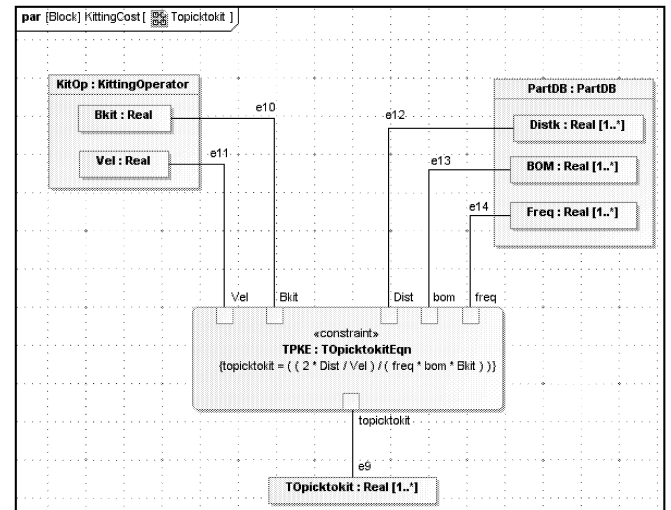 par [Block] KittingCost [ Topicktokit ]
KitOp : KittingOperator
Bkit : Real
Vel : Real
PartDB : PartDB
Distk : Real [1..*]
BOM : Real [1..*]
Freq : Real [1..*]
e10
e11
e12
e13
e14
Vel
Bkit
Dist
bom
freq
«constraint»
TPKE : TOpicktokitEqn
{topicktokit = ( ( 2 * Dist / Vel ) / ( freq * bom * Bkit ) )}
topicktokit
e9
TOpicktokit : Real [1..*]